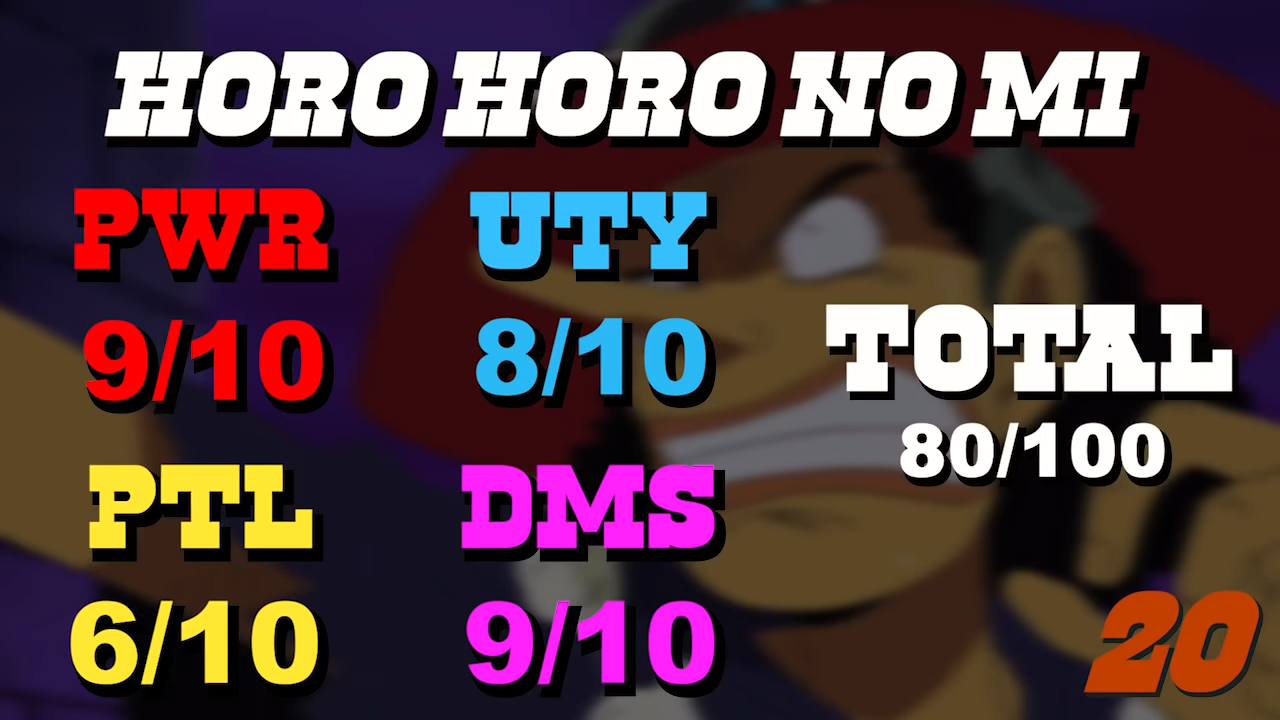 HORO HORO NO MI
PWR
9/10
UTY
8/10
PTL
6/10
DMS
9/10
TOTAL
80/100
20